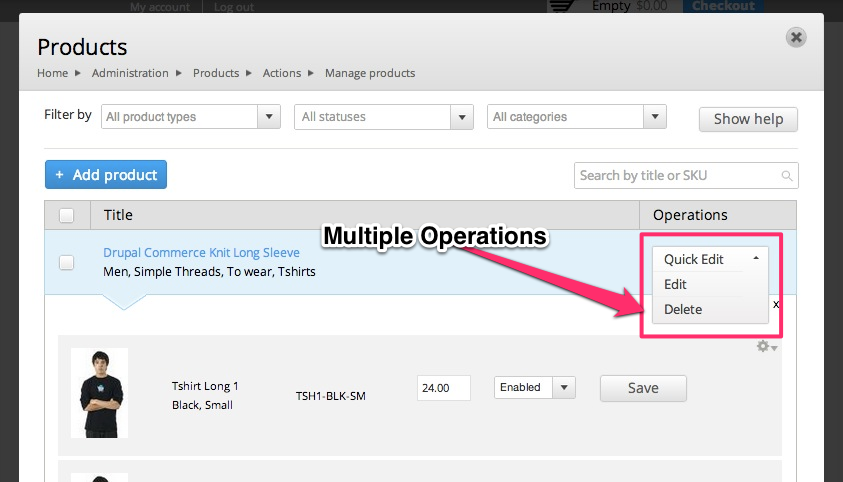 My account Log out Empty $0.00 Checkout
Products
Home ▸ Administration ▸ Products ▸ Actions ▸ Manage products
Filter by All product types All statuses All categories Show help
+ Add product Search by title or SKU
Title Operations
Multiple Operations
Drupal Commerce Knit Long Sleeve
Men, Simple Threads, To wear, Tshirts
Quick Edit
Edit
Delete
x
Tshirt Long 1
Black, Small
TSH1-BLK-SM
24.00
Enabled
Save